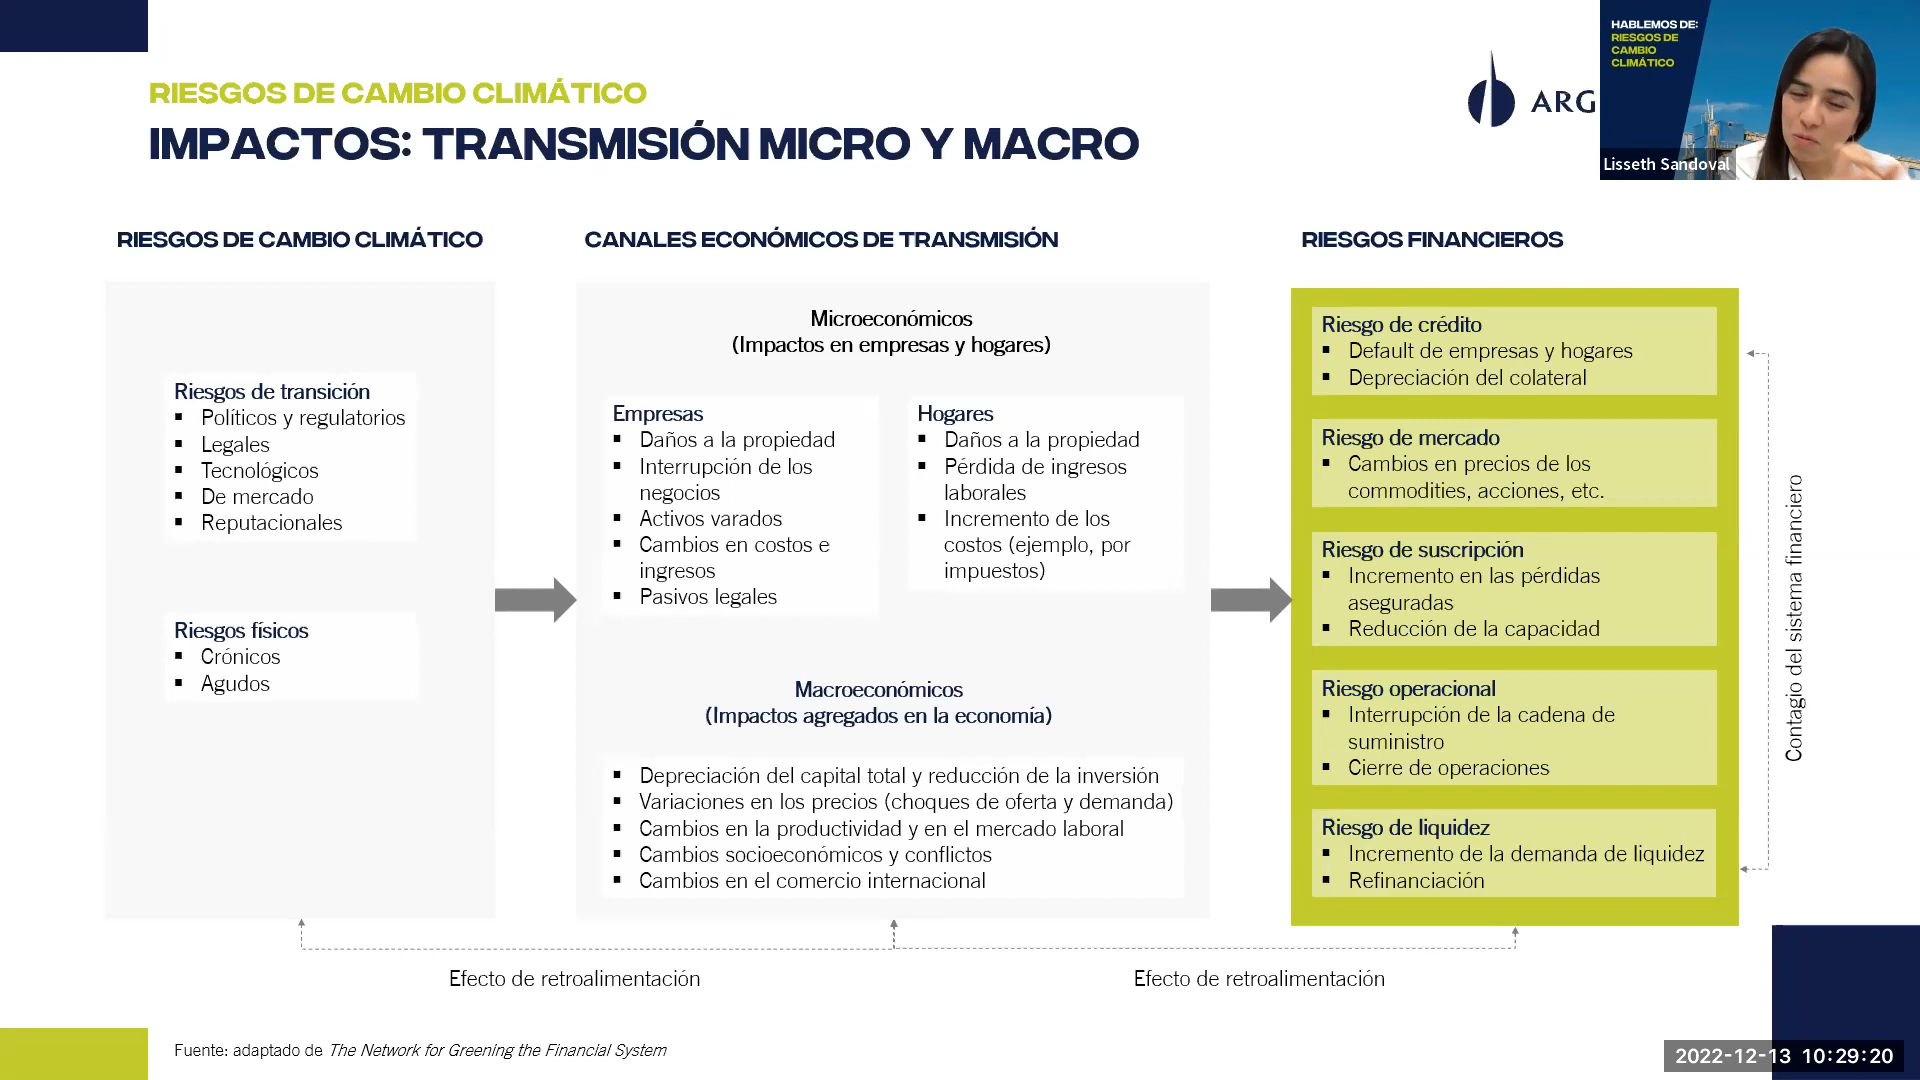 RIESGOS DE CAMBIO CLIMÁTICO
IMPACTOS: TRANSMISIÓN MICRO Y MACRO
ARG
HABLEMOS DE:
RIESGOS DE
CAMBIO
CLIMÁTICO
Lisseth Sandoval
RIESGOS DE CAMBIO CLIMÁTICO
Riesgos de transición
▪ Políticos y regulatorios
▪ Legales
▪ Tecnológicos
▪ De mercado
▪ Reputacionales
Riesgos físicos
▪ Crónicos
▪ Agudos
CANALES ECONÓMICOS DE TRANSMISIÓN
Microeconómicos
(Impactos en empresas y hogares)
Empresas
▪ Daños a la propiedad
▪ Interrupción de los
negocios
▪ Activos varados
▪ Cambios en costos e
ingresos
▪ Pasivos legales
Hogares
▪ Daños a la propiedad
▪ Pérdida de ingresos
laborales
▪ Incremento de los
costos (ejemplo, por
impuestos)
Macroeconómicos
(Impactos agregados en la economía)
▪ Depreciación del capital total y reducción de la inversión
▪ Variaciones en los precios (choques de oferta y demanda)
▪ Cambios en la productividad y en el mercado laboral
▪ Cambios socioeconómicos y conflictos
▪ Cambios en el comercio internacional
RIESGOS FINANCIEROS
Riesgo de crédito
▪ Default de empresas y hogares
▪ Depreciación del colateral
Riesgo de mercado
▪ Cambios en precios de los
commodities, acciones, etc.
Riesgo de suscripción
▪ Incremento en las pérdidas
aseguradas
▪ Reducción de la capacidad
Riesgo operacional
▪ Interrupción de la cadena de
suministro
▪ Cierre de operaciones
Riesgo de liquidez
▪ Incremento de la demanda de liquidez
▪ Refinanciación
Contagio del sistema financiero
Efecto de retroalimentación
Efecto de retroalimentación
Fuente: adaptado de The Network for Greening the Financial System
2022-12-13 10:29:20